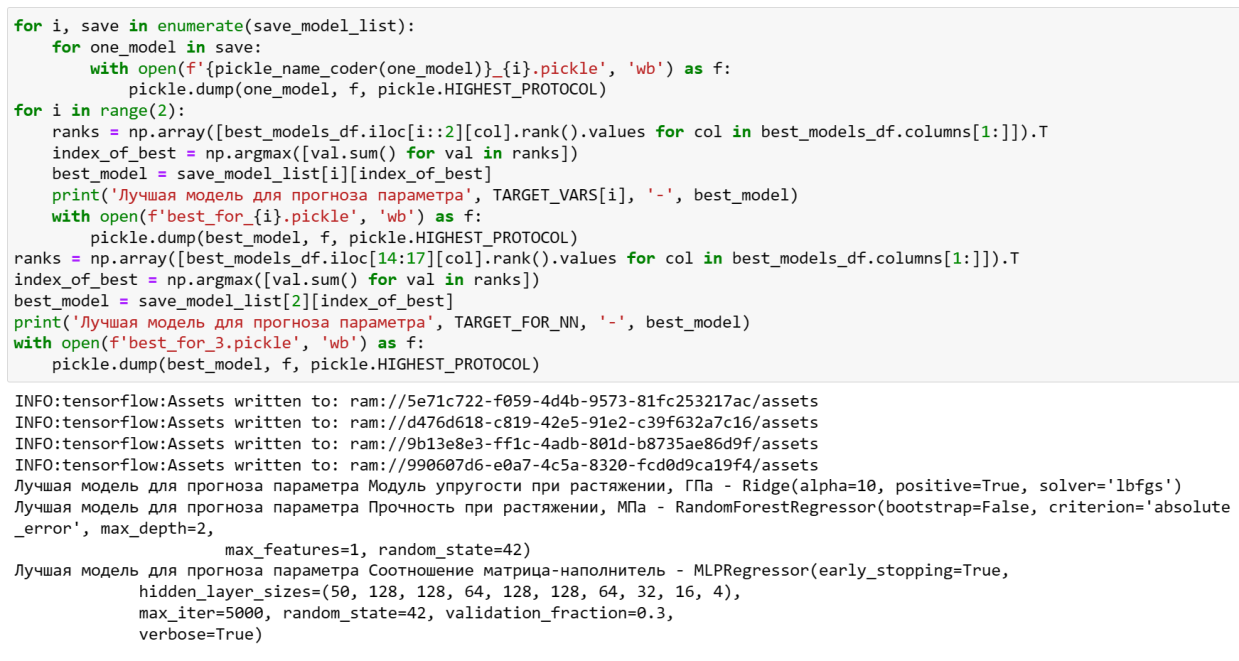 for i, save in enumerate(save_model_list):
    for one_model in save:
        with open(f'{pickle_name_coder(one_model)}_{i}.pickle', 'wb') as f:
            pickle.dump(one_model, f, pickle.HIGHEST_PROTOCOL)
for i in range(2):
    ranks = np.array([best_models_df.iloc[i::2][col].rank().values for col in best_models_df.columns[1:]]).T
    index_of_best = np.argmax([val.sum() for val in ranks])
    best_model = save_model_list[i][index_of_best]
    print('Лучшая модель для прогноза параметра', TARGET_VARS[i], '-', best_model)
    with open(f'best_for_{i}.pickle', 'wb') as f:
        pickle.dump(best_model, f, pickle.HIGHEST_PROTOCOL)
ranks = np.array([best_models_df.iloc[14:17][col].rank().values for col in best_models_df.columns[1:]]).T
index_of_best = np.argmax([val.sum() for val in ranks])
best_model = save_model_list[2][index_of_best]
print('Лучшая модель для прогноза параметра', TARGET_FOR_NN, '-', best_model)
with open(f'best_for_3.pickle', 'wb') as f:
    pickle.dump(best_model, f, pickle.HIGHEST_PROTOCOL)
INFO:tensorflow:Assets written to: ram://5e71c722-f059-4d4b-9573-81fc253217ac/assets
INFO:tensorflow:Assets written to: ram://d476d618-c819-42e5-91e2-c39f632a7c16/assets
INFO:tensorflow:Assets written to: ram://9b13e8e3-ff1c-4adb-801d-b8735ae86d9f/assets
INFO:tensorflow:Assets written to: ram://990607d6-e0a7-4c5a-8320-fcd0d9ca19f4/assets
Лучшая модель для прогноза параметра Модуль упругости при растяжении, ГПа - Ridge(alpha=10, positive=True, solver='lbfgs')
Лучшая модель для прогноза параметра Прочность при растяжении, МПа - RandomForestRegressor(bootstrap=False, criterion='absolute
_error', max_depth=2,
                      max_features=1, random_state=42)
Лучшая модель для прогноза параметра Соотношение матрица-наполнитель - MLPRegressor(early_stopping=True,
             hidden_layer_sizes=(50, 128, 128, 64, 128, 128, 64, 32, 16, 4),
             max_iter=5000, random_state=42, validation_fraction=0.3,
             verbose=True)